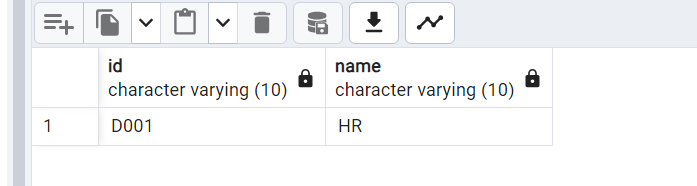 id name
character varying (10) character varying (10)
1 D001 HR